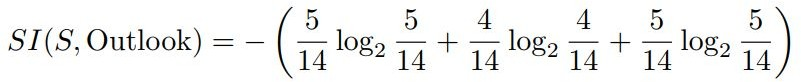 SI(S, Outlook) = − ( 5/14 log₂ 5/14 + 4/14 log₂ 4/14 + 5/14 log₂ 5/14 )